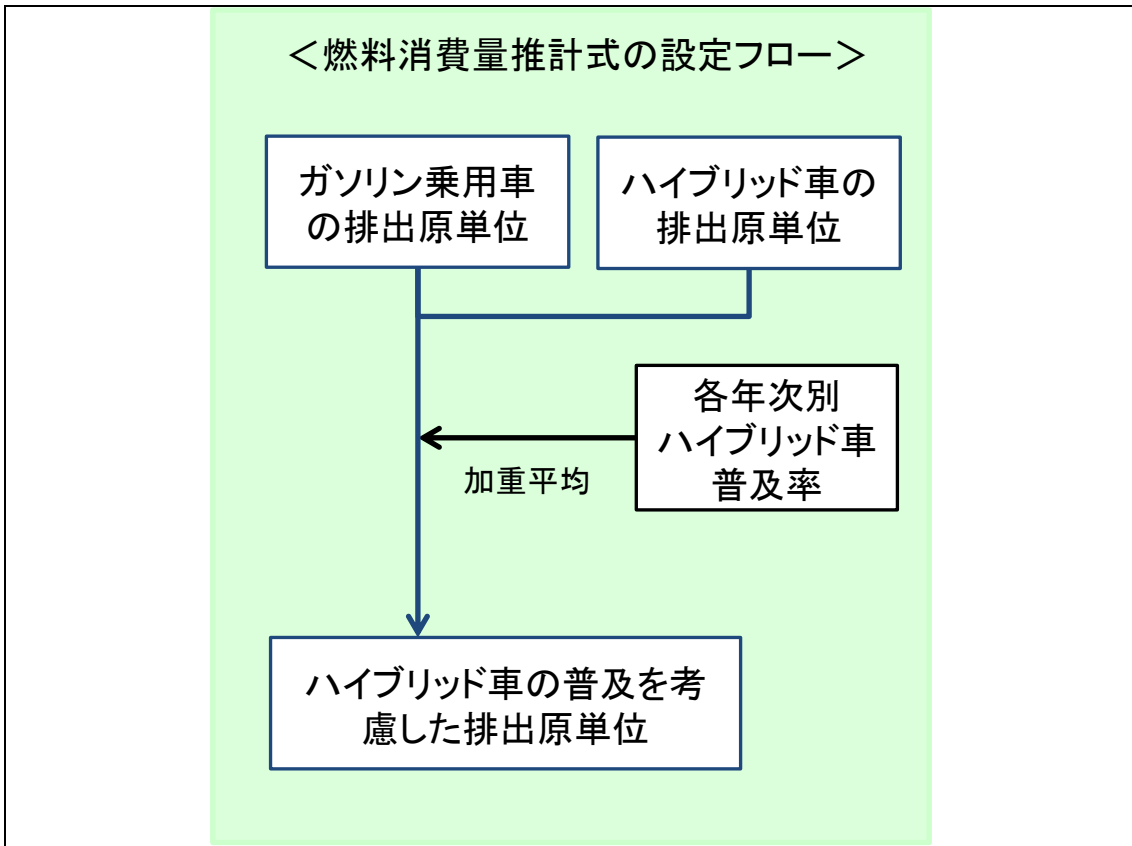 ＜燃料消費量推計式の設定フロー＞
ガソリン乗用車
の排出原単位
ハイブリッド車の
排出原単位
各年次別
ハイブリッド車
普及率
加重平均
ハイブリッド車の普及を考
慮した排出原単位